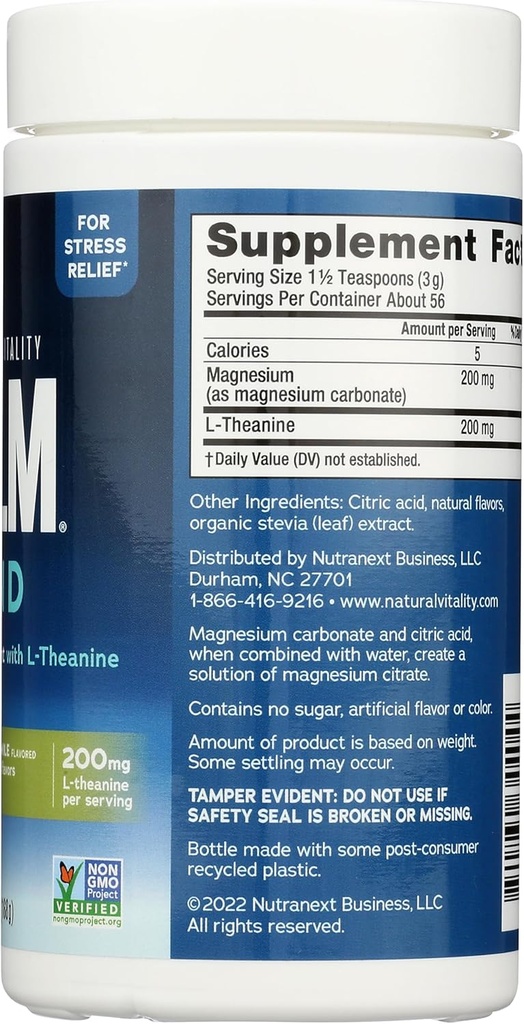 FOR
STRESS
RELIEF*
ITALITY
LM®
ID
with L-Theanine
FLAVORED
200mg
L-theanine
per serving
NON
GMO
Project
VERIFIED
nongmoproject.org
Supplement Fac
Serving Size 1½ Teaspoons (3g)
Servings Per Container About 56
Amount per Serving
Calories 5
Magnesium 200 mg
(as magnesium carbonate)
L-Theanine 200 mg
†Daily Value (DV) not established.
Other Ingredients: Citric acid, natural flavors,
organic stevia (leaf) extract.
Distributed by Nutranext Business, LLC
Durham, NC 27701
1-866-416-9216 • www.naturalvitality.com
Magnesium carbonate and citric acid,
when combined with water, create a
solution of magnesium citrate.
Contains no sugar, artificial flavor or color.
Amount of product is based on weight.
Some settling may occur.
TAMPER EVIDENT: DO NOT USE IF
SAFETY SEAL IS BROKEN OR MISSING.
Bottle made with some post-consumer
recycled plastic.
©2022 Nutranext Business, LLC
All rights reserved.